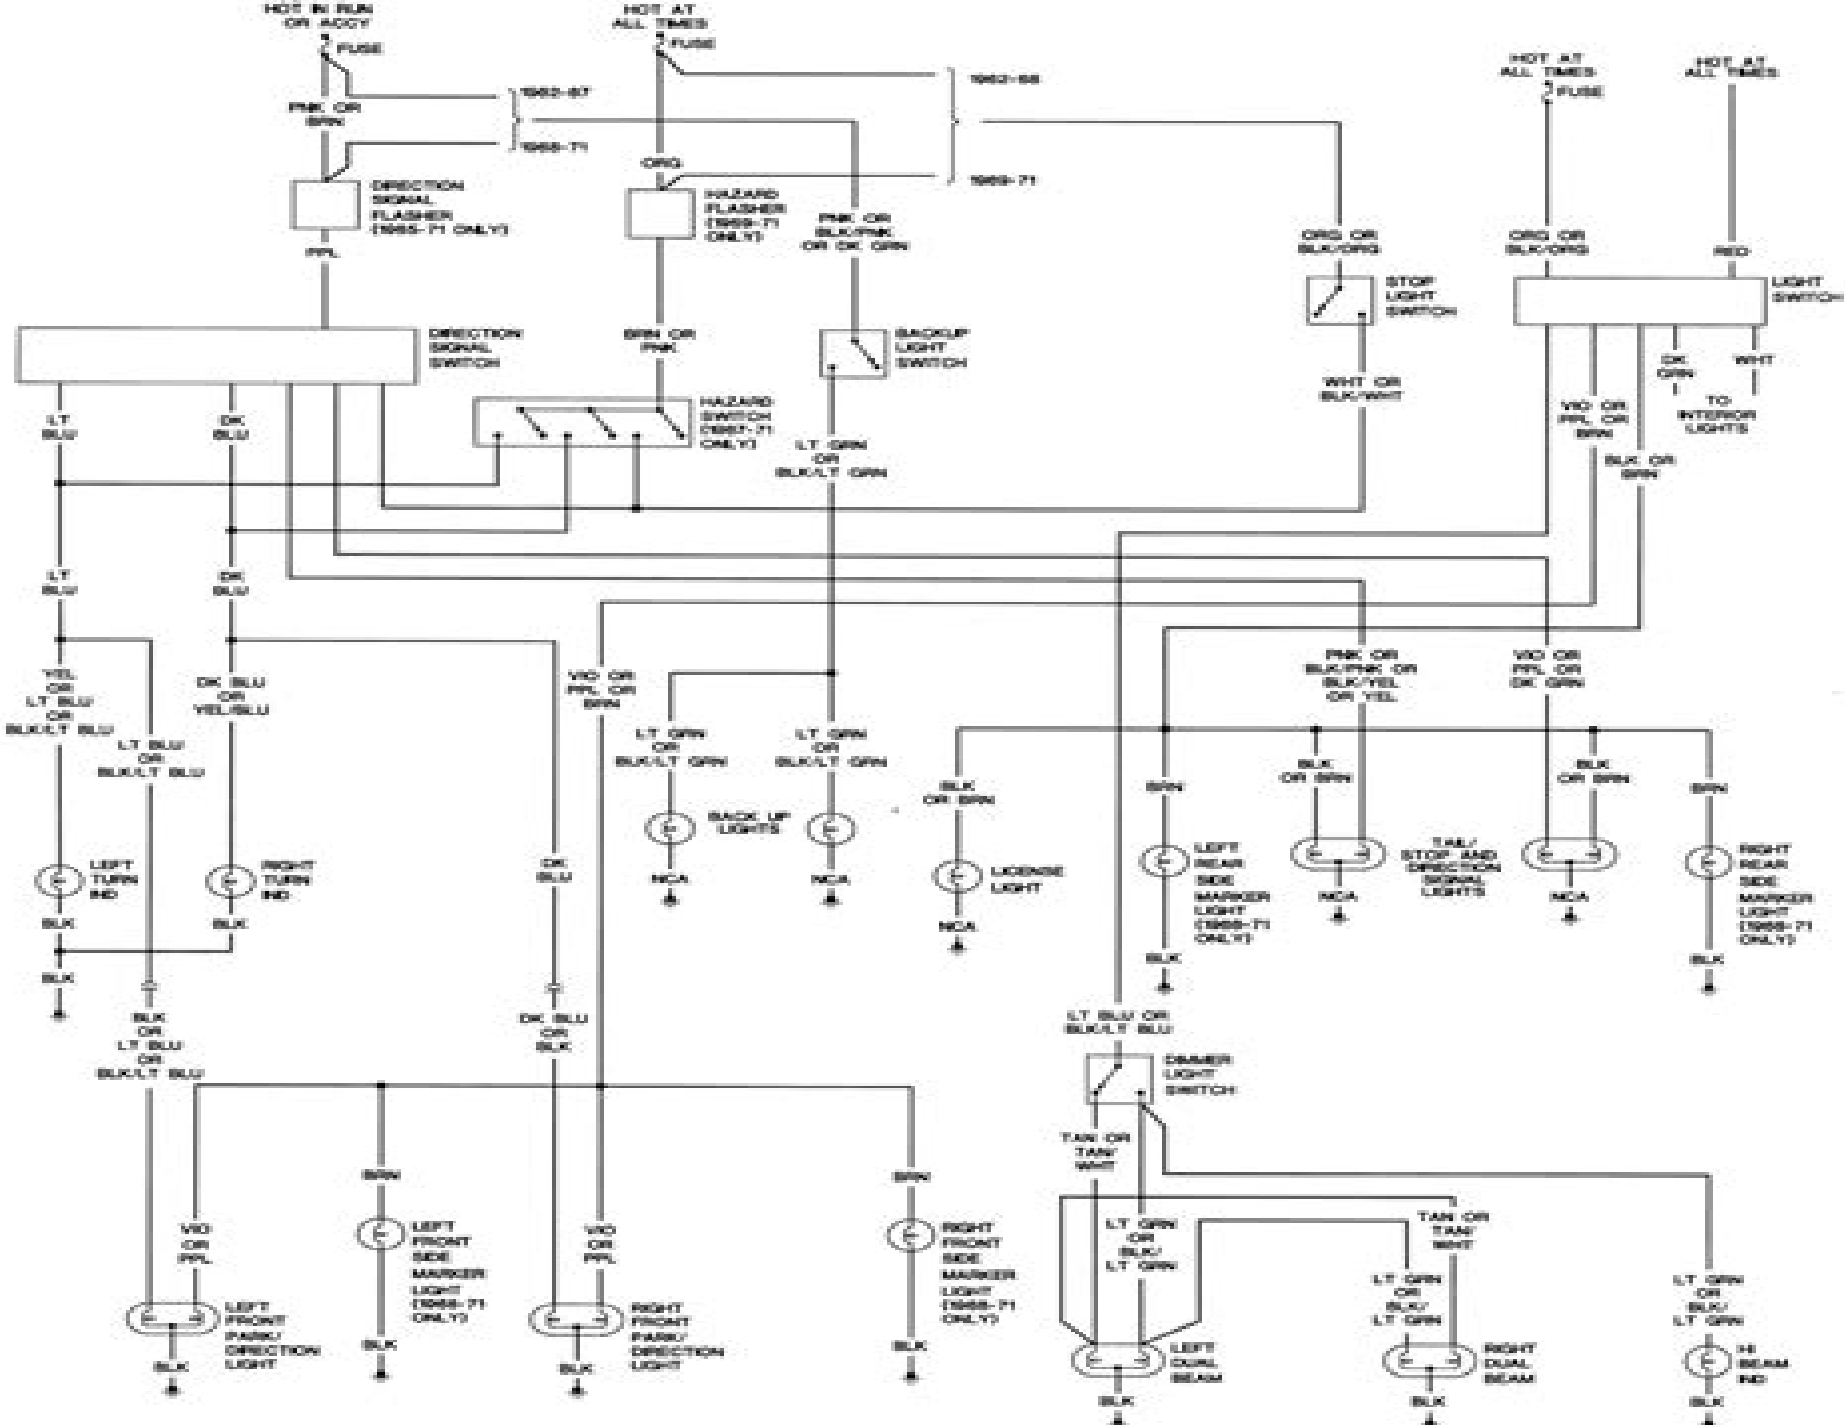 HOT IN RUN
OR ACCY
FUSE
HOT AT
ALL TIMES
FUSE
HOT AT
ALL TIMES
FUSE
HOT AT
ALL TIMES
1962-67
1968-71
1962-68
1969-71
PNK OR
BRN
DIRECTION
SIGNAL
FLASHER
(1965-71 ONLY)
PPL
ORG
HAZARD
FLASHER
(1969-71
ONLY)
PNK OR
BLK/PNK
OR DK GRN
ORG OR
BLK/ORG
STOP
LIGHT
SWITCH
ORG OR
BLK/ORG
RED
LIGHT
SWITCH
DIRECTION
SIGNAL
SWITCH
BRN OR
PNK
BACKUP
LIGHT
SWITCH
HAZARD
SWITCH
(1967-71
ONLY)
WHT OR
BLK/WHT
VIO OR
PPL OR
BRN
BLK OR
BRN
DK
GRN
WHT
TO
INTERIOR
LIGHTS
LT
BLU
DK
BLU
LT GRN
OR
BLK/LT GRN
LT
BLU
DK
BLU
YEL
OR
LT BLU
OR
BLK/LT BLU
LT BLU
OR
BLK/LT BLU
DK BLU
OR
YEL/BLU
VIO OR
PPL OR
BRN
LT GRN
OR
BLK/LT GRN
LT GRN
OR
BLK/LT GRN
PNK OR
BLK/PNK OR
BLK/YEL
OR YEL
VIO OR
PPL OR
DK GRN
BLK
OR BRN
BRN
BLK
OR BRN
BLK
OR BRN
BRN
LEFT
TURN
IND
BLK
BLK
RIGHT
TURN
IND
BLK
DK
BLU
BACK UP
LIGHTS
NCA
NCA
LICENSE
LIGHT
NCA
LEFT
REAR
SIDE
MARKER
LIGHT
(1968-71
ONLY)
BLK
TAIL/
STOP AND
DIRECTION
SIGNAL
LIGHTS
NCA
NCA
RIGHT
REAR
SIDE
MARKER
LIGHT
(1968-71
ONLY)
BLK
BLK
OR
LT BLU
OR
BLK/LT BLU
DK BLU
OR
BLK
LT BLU OR
BLK/LT BLU
DIMMER
LIGHT
SWITCH
VIO
OR
PPL
BRN
VIO
OR
PPL
BRN
LEFT
FRONT
PARK/
DIRECTION
LIGHT
BLK
LEFT
FRONT
SIDE
MARKER
LIGHT
(1968-71
ONLY)
BLK
RIGHT
FRONT
PARK/
DIRECTION
LIGHT
BLK
RIGHT
FRONT
SIDE
MARKER
LIGHT
(1968-71
ONLY)
BLK
TAN OR
TAN/
WHT
LT GRN
OR
BLK/
LT GRN
TAN OR
TAN/
WHT
LT GRN
OR
BLK/
LT GRN
LT GRN
OR
BLK/
LT GRN
LEFT
DUAL
BEAM
BLK
RIGHT
DUAL
BEAM
BLK
HI
BEAM
IND
BLK